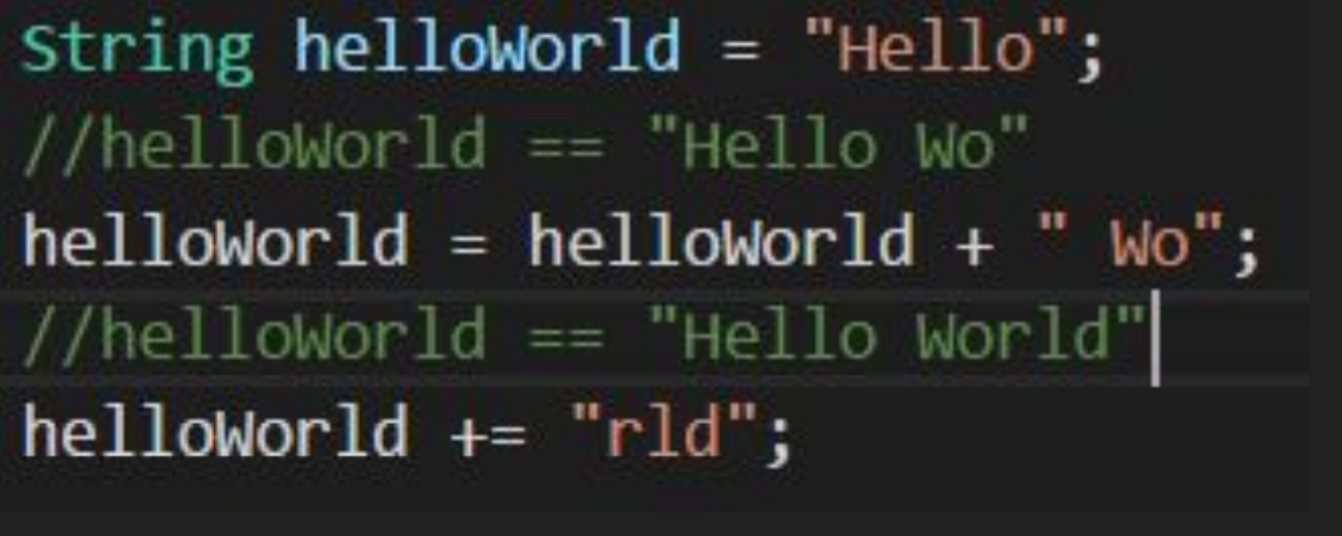 String helloWorld = "Hello";
//helloWorld == "Hello Wo"
helloWorld = helloWorld + " Wo";
//helloWorld == "Hello World"
helloWorld += "rld";